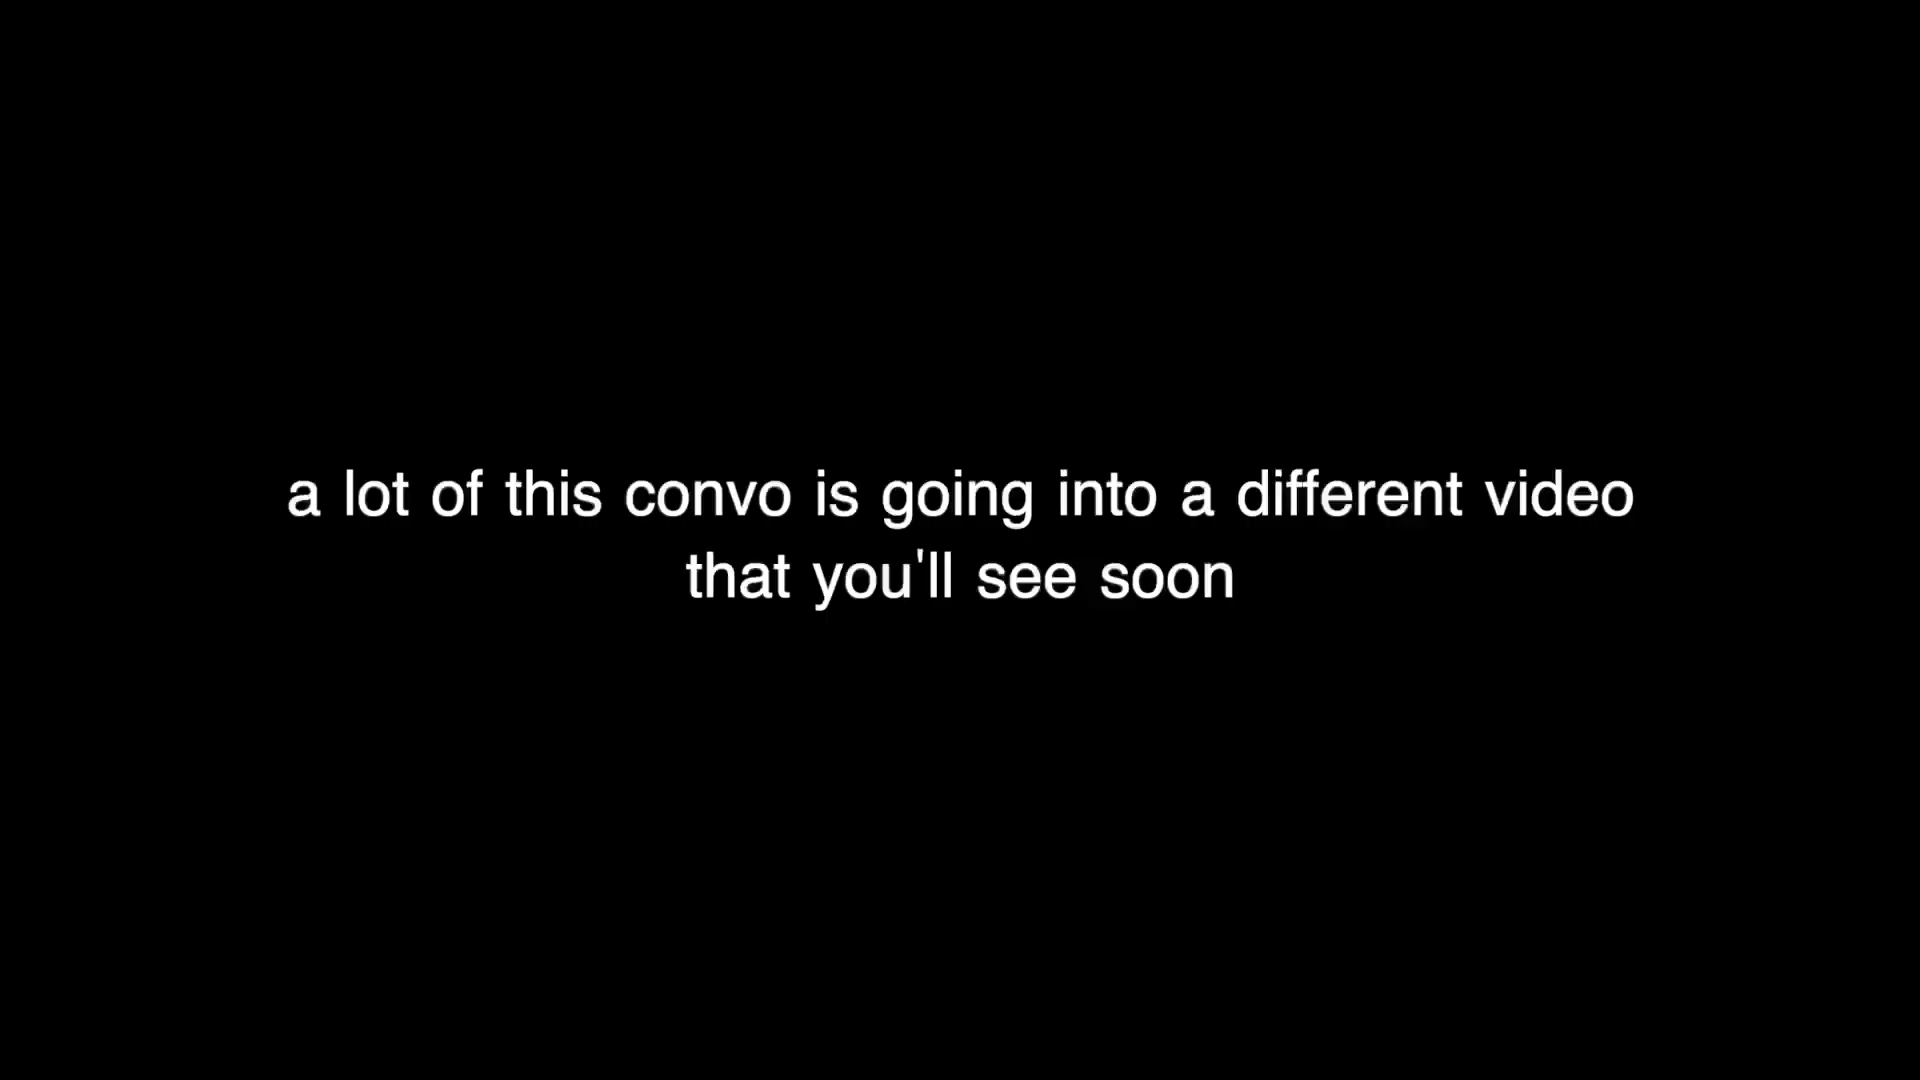 a lot of this convo is going into a different video
that you'll see soon